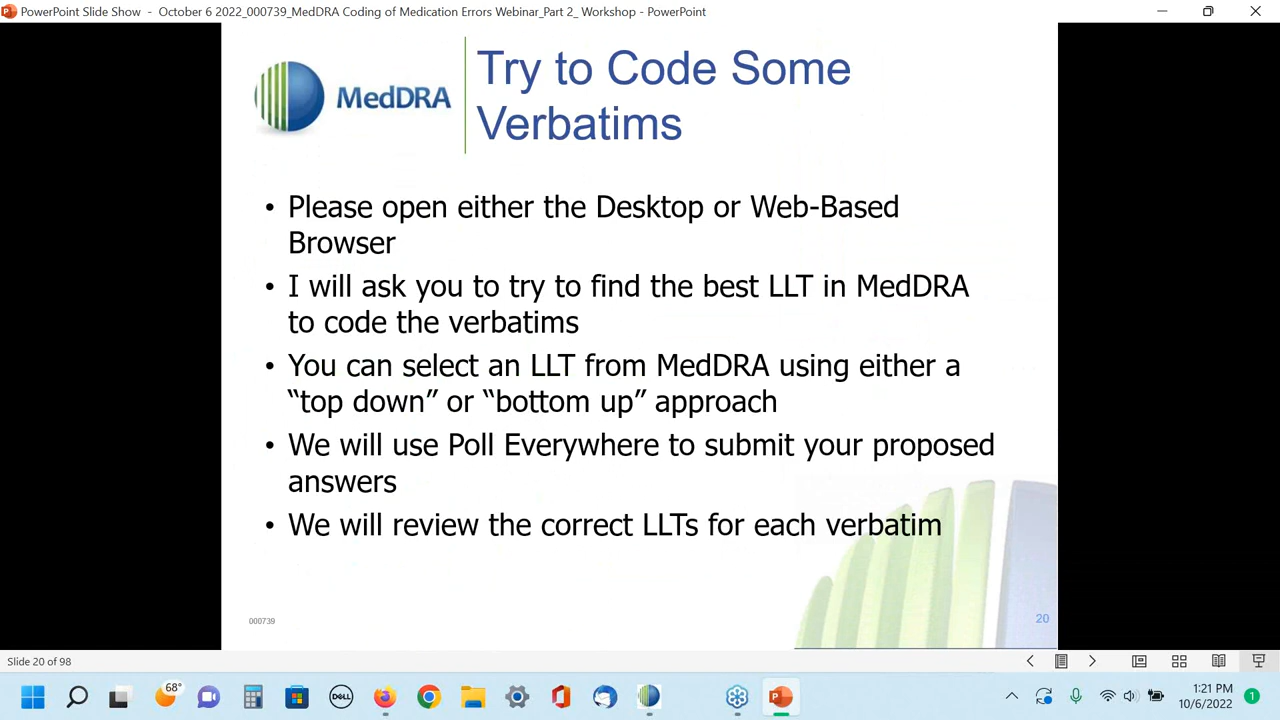 PowerPoint Slide Show - October 6 2022_000739_MedDRA Coding of Medication Errors Webinar_Part 2_ Workshop - PowerPoint
MedDRA
Try to Code Some
Verbatims
• Please open either the Desktop or Web-Based
Browser
• I will ask you to try to find the best LLT in MedDRA
to code the verbatims
• You can select an LLT from MedDRA using either a
“top down” or “bottom up” approach
• We will use Poll Everywhere to submit your proposed
answers
• We will review the correct LLTs for each verbatim
000739
20
Slide 20 of 98
68°
DELL
1:21 PM
10/6/2022
1